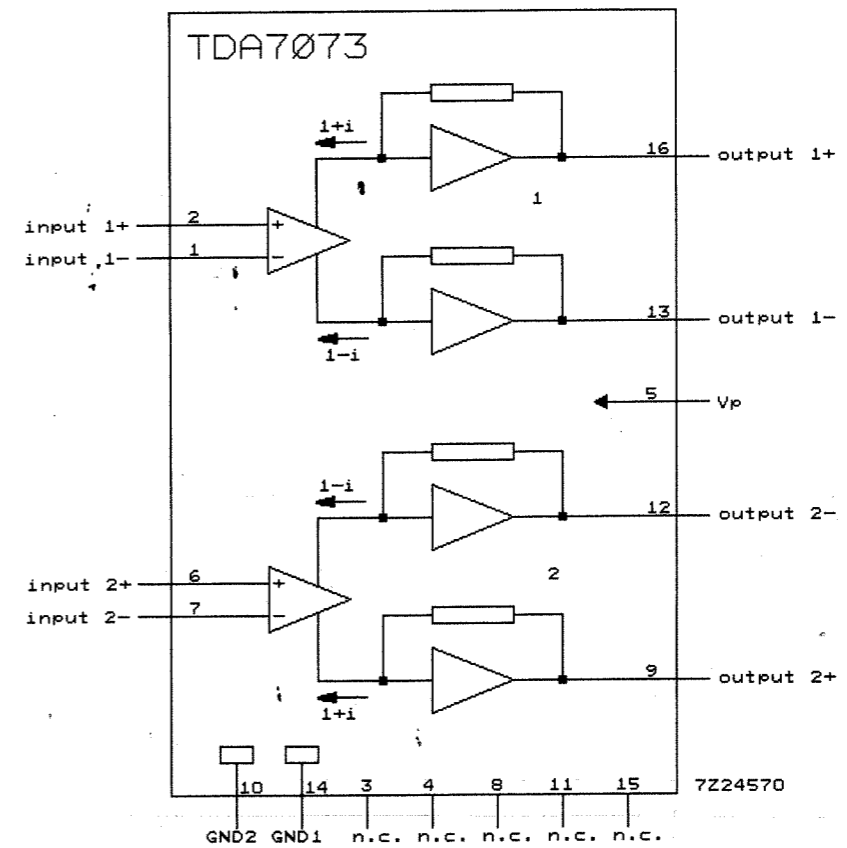 TDA7073
1+i
16 output 1+
1
input 1+ 2 +
input 1- 1 -
13 output 1-
1-i
5 Vp
1-i
12 output 2-
2
input 2+ 6 +
input 2- 7 -
9 output 2+
1+i
10 14 3 4 8 11 15 7Z24570
GND2 GND1 n.c. n.c. n.c. n.c. n.c.